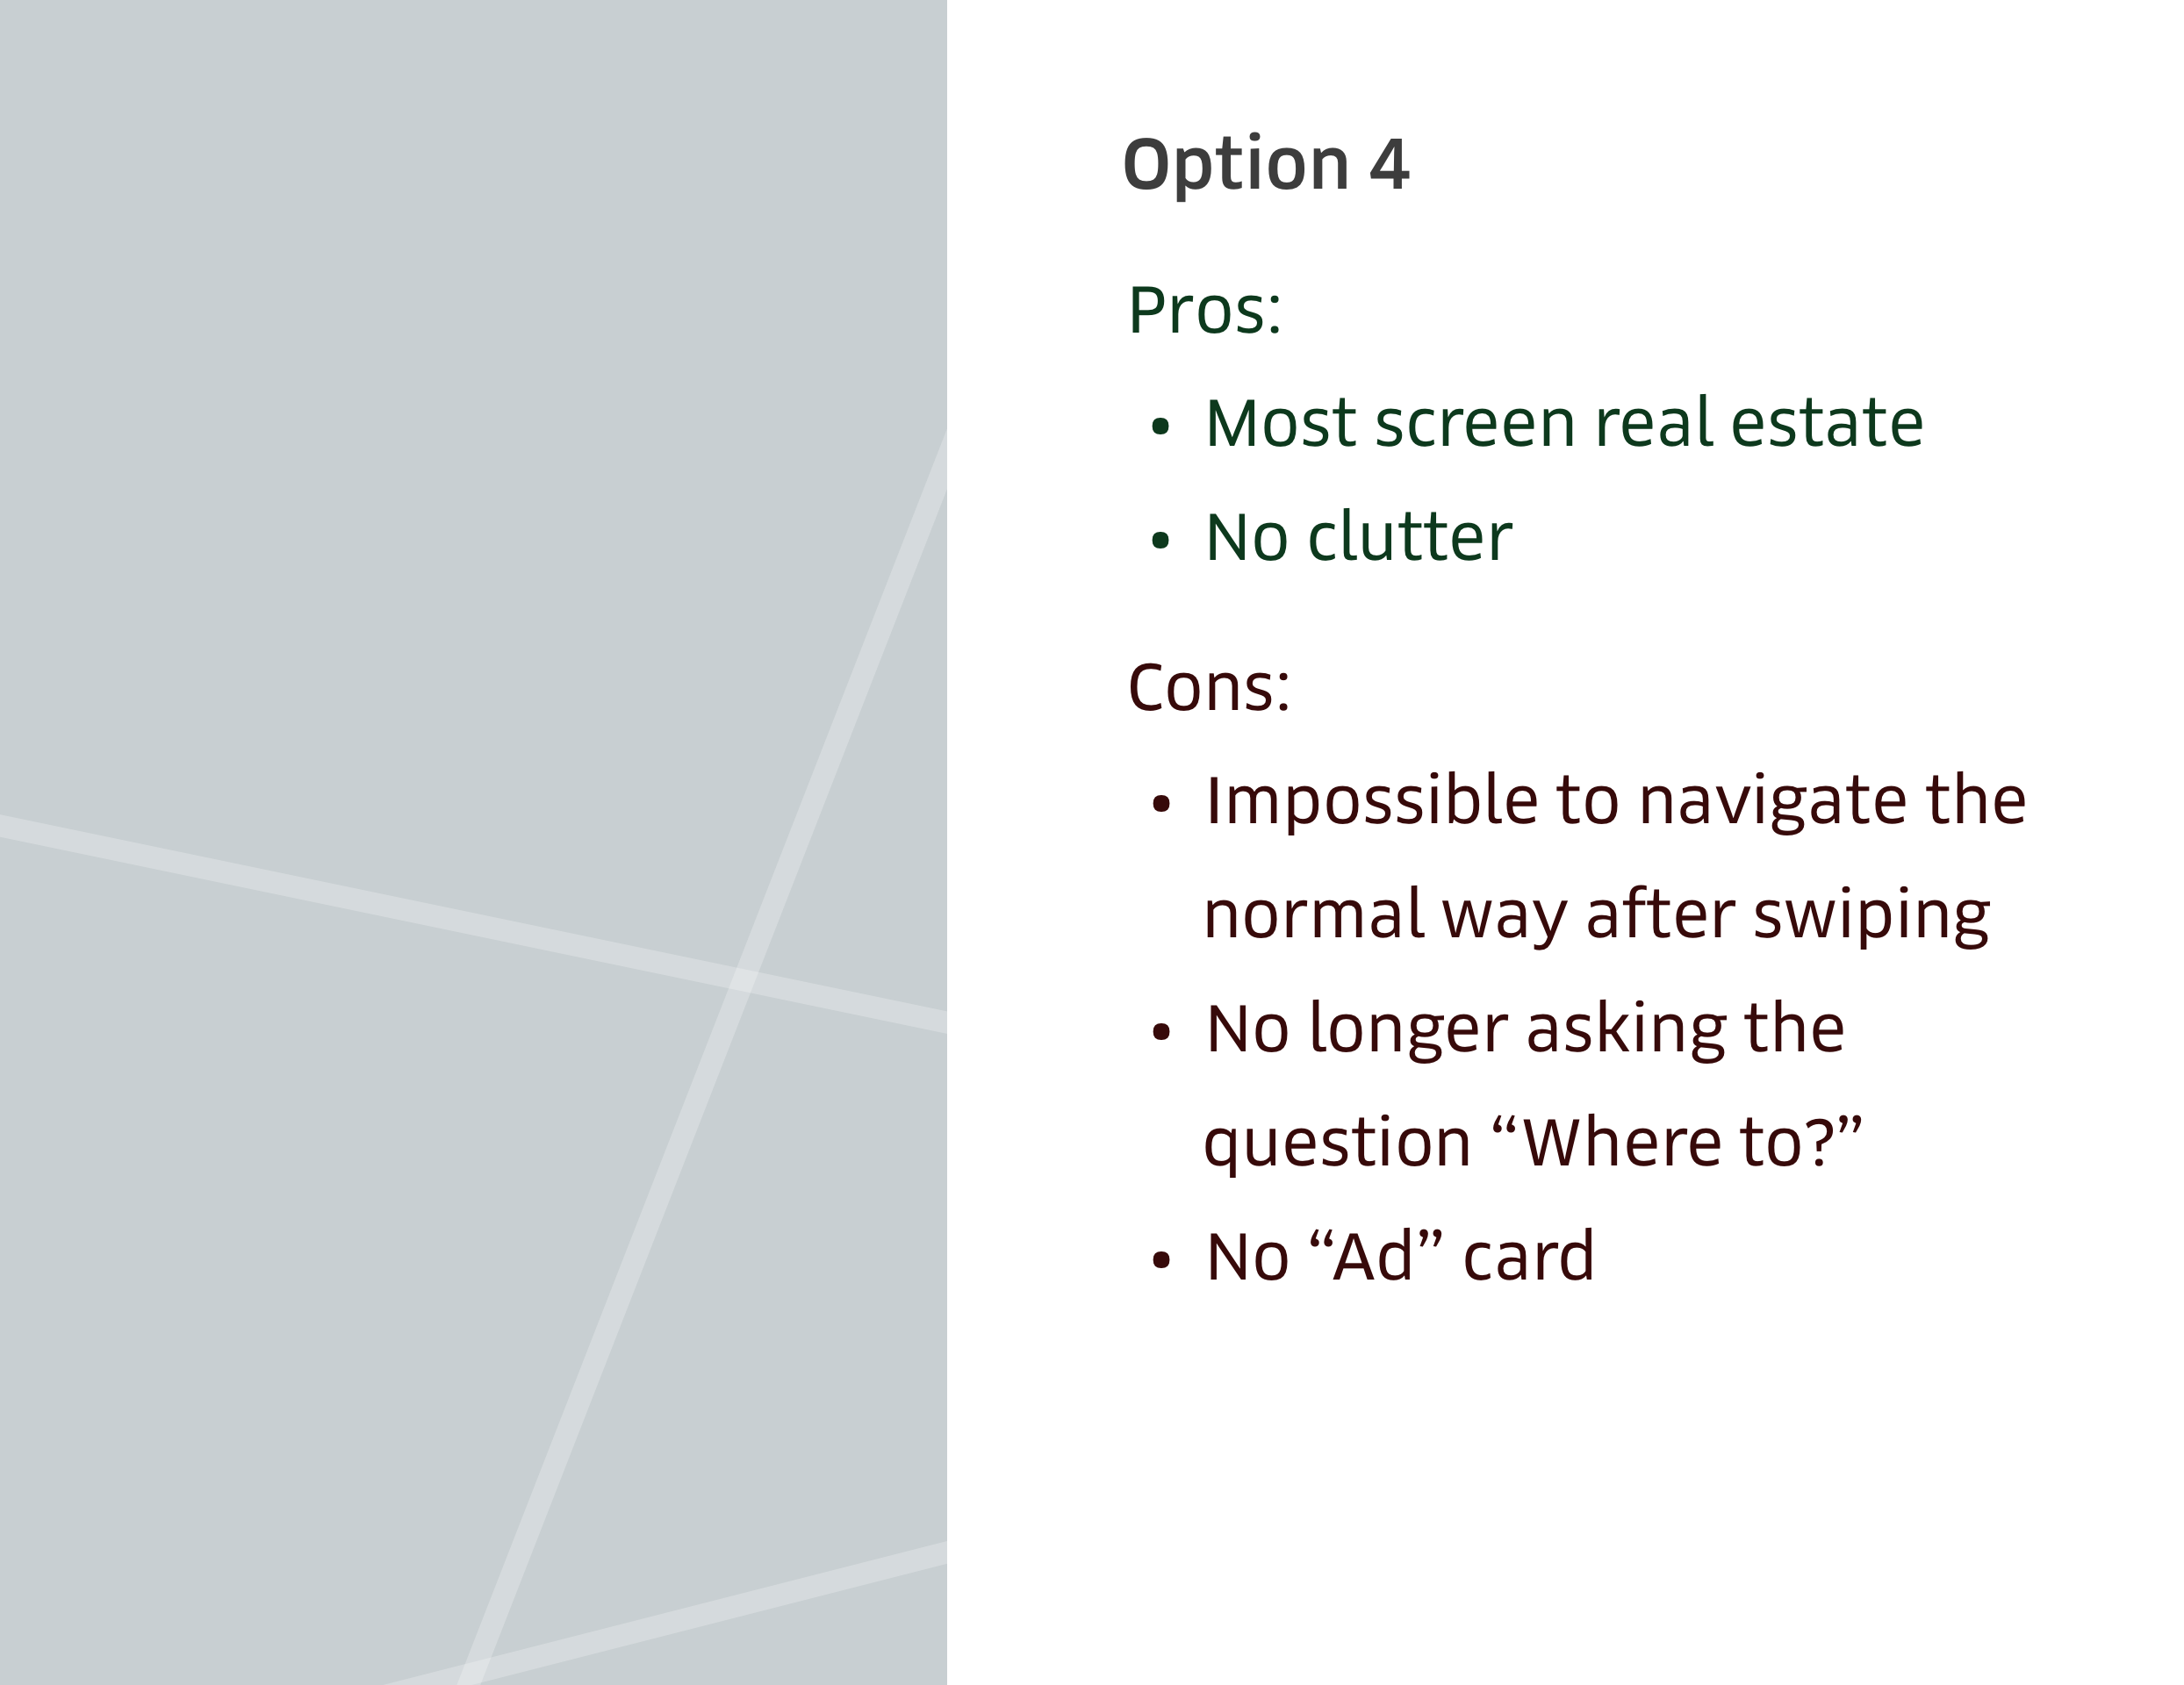 Option 4
Pros:
• Most screen real estate
• No clutter
Cons:
• Impossible to navigate the
normal way after swiping
• No longer asking the
question “Where to?”
• No “Ad” card